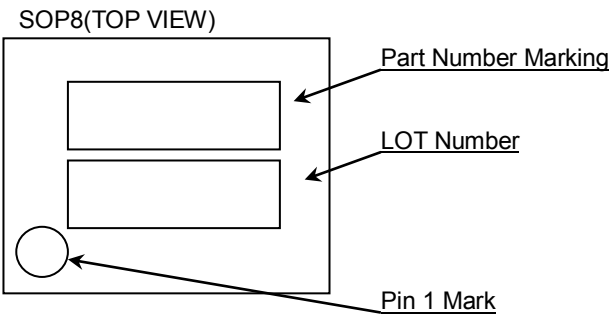 SOP8(TOP VIEW)
Part Number Marking
LOT Number
Pin 1 Mark